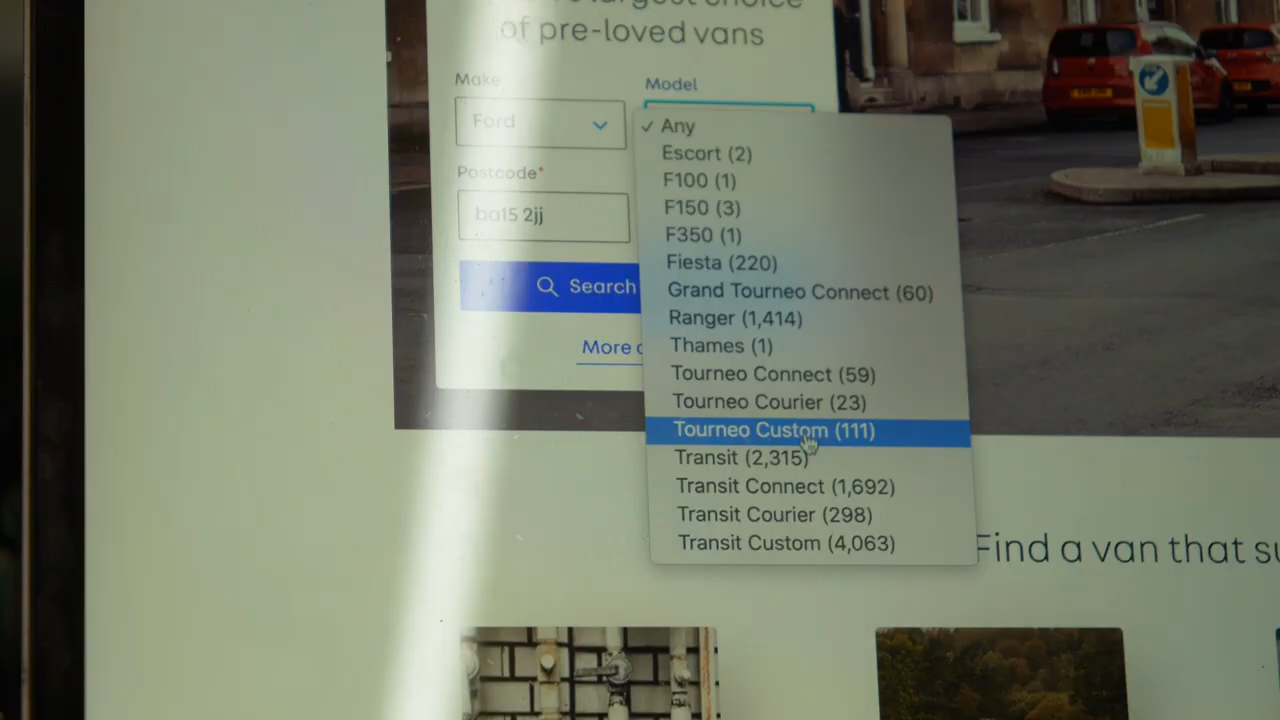 largest choice
of pre-loved vans
Make
Model
Ford
✓ Any
Escort (2)
Postcode*
F100 (1)
ba15 2jj
F150 (3)
F350 (1)
Fiesta (220)
Search
Grand Tourneo Connect (60)
Ranger (1,414)
More
Thames (1)
Tourneo Connect (59)
Tourneo Courier (23)
Tourneo Custom (111)
Transit (2,315)
Transit Connect (1,692)
Transit Courier (298)
Transit Custom (4,063)
Find a van that su